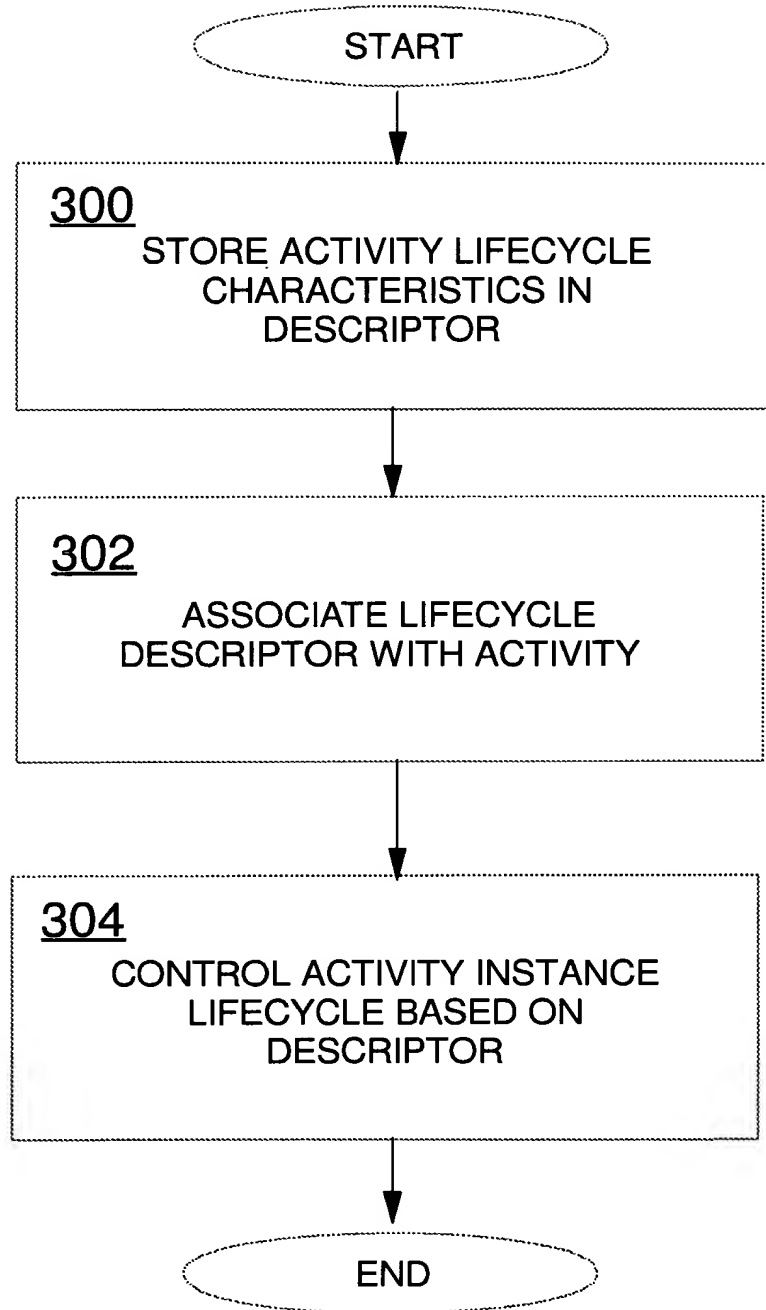 START
300
STORE ACTIVITY LIFECYCLE
CHARACTERISTICS IN
DESCRIPTOR
302
ASSOCIATE LIFECYCLE
DESCRIPTOR WITH ACTIVITY
304
CONTROL ACTIVITY INSTANCE
LIFECYCLE BASED ON
DESCRIPTOR
END